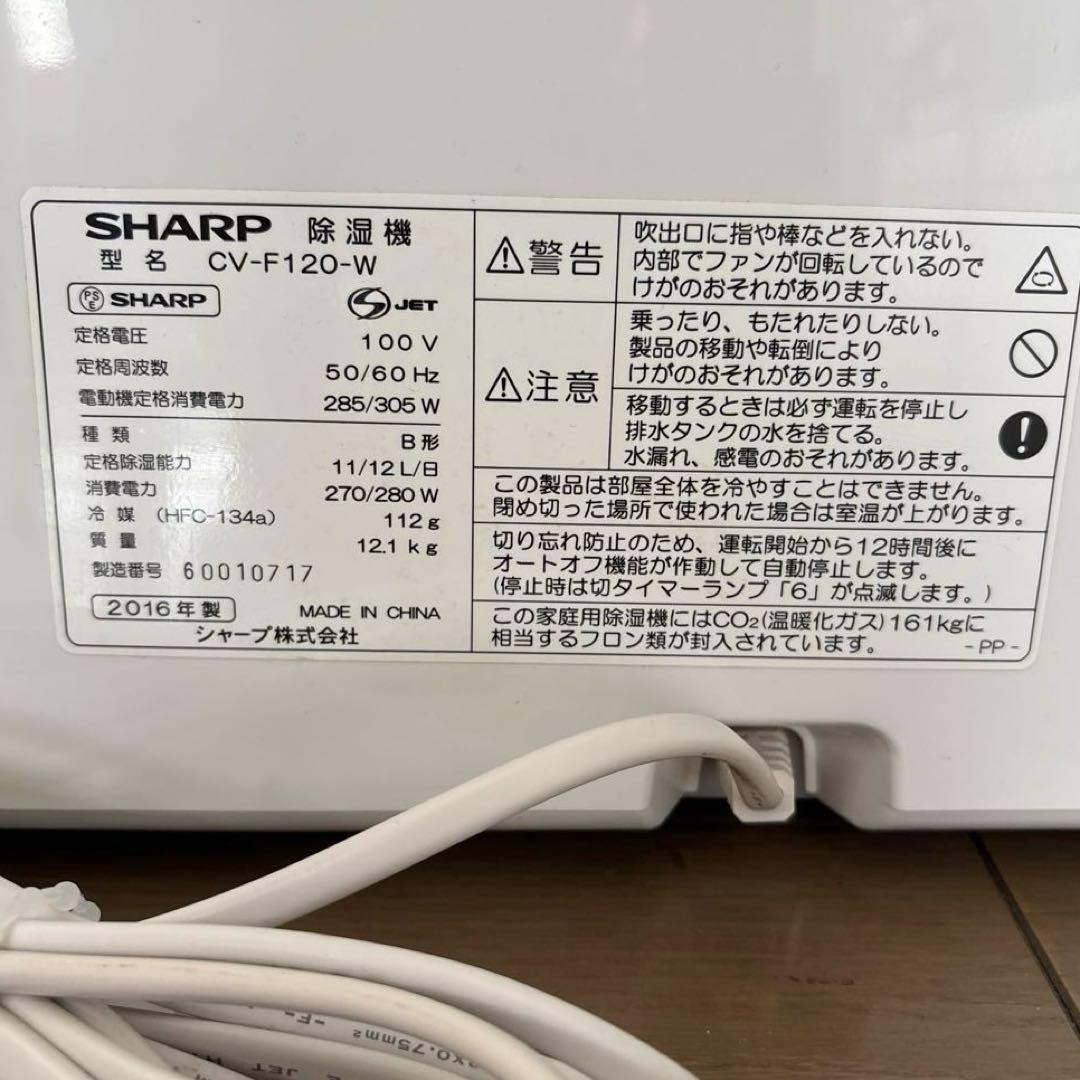 SHARP 除湿機
型名 CV-F120-W
PSE SHARP JET
定格電圧 100 V
定格周波数 50/60 Hz
電動機定格消費電力 285/305 W
種類 B形
定格除湿能力 11/12 L/日
消費電力 270/280 W
冷媒 (HFC-134a) 112 g
質量 12.1 kg
製造番号 60010717
2016年製 MADE IN CHINA
シャープ株式会社
⚠警告
吹出口に指や棒などを入れない。
内部でファンが回転しているので
けがのおそれがあります。
⚠注意
乗ったり、もたれたりしない。
製品の移動や転倒により
けがのおそれがあります。
移動するときは必ず運転を停止し
排水タンクの水を捨てる。
水漏れ、感電のおそれがあります。
この製品は部屋全体を冷やすことはできません。
閉め切った場所で使われた場合は室温が上がります。
切り忘れ防止のため、運転開始から12時間後に
オートオフ機能が作動して自動停止します。
(停止時は切タイマーランプ「6」が点滅します。)
この家庭用除湿機にはCO₂(温暖化ガス)161kgに
相当するフロン類が封入されています。
-PP-
-F-
x0.75mm²
JET